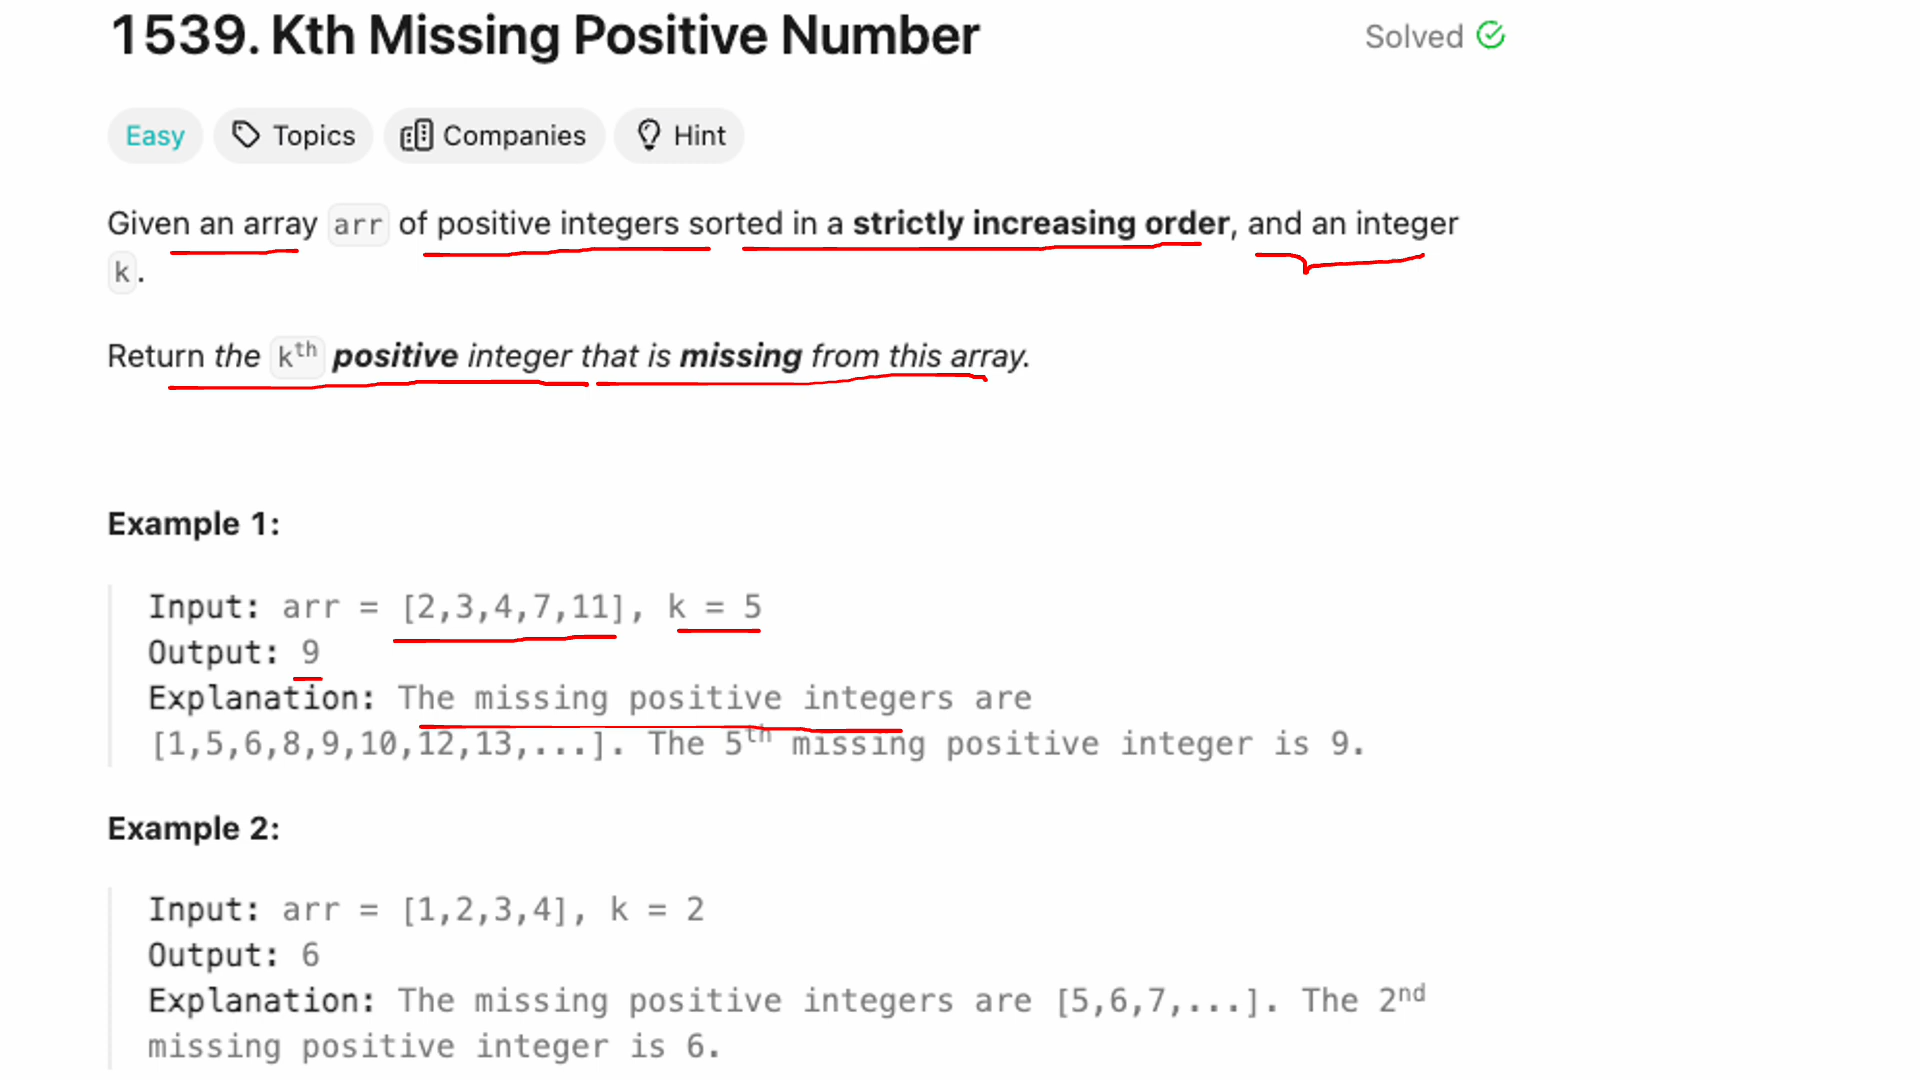 1539. Kth Missing Positive Number
Solved
Easy Topics Companies Hint
Given an array arr of positive integers sorted in a strictly increasing order, and an integer
k.
Return the kth positive integer that is missing from this array.
Example 1:
Input: arr = [2,3,4,7,11], k = 5
Output: 9
Explanation: The missing positive integers are
[1,5,6,8,9,10,12,13,...]. The 5th missing positive integer is 9.
Example 2:
Input: arr = [1,2,3,4], k = 2
Output: 6
Explanation: The missing positive integers are [5,6,7,...]. The 2nd
missing positive integer is 6.